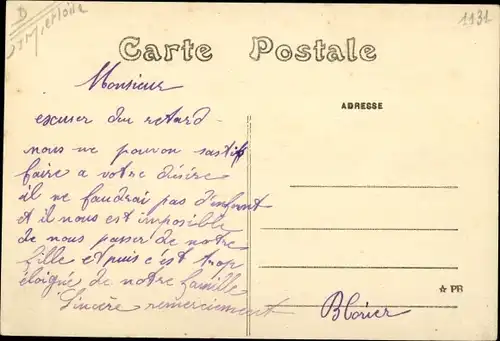 D
1131
Carte Postale
Monsieur
ADRESSE
excuser du retard
nous ne pouvon sastif
faire a votre désire
il ne faudrai pas d'enfant
et il nous est imposible
de nous passer de notre
fille et puis c'est trop
éloigné de notre famille
Sincère remerciement
☆ PR